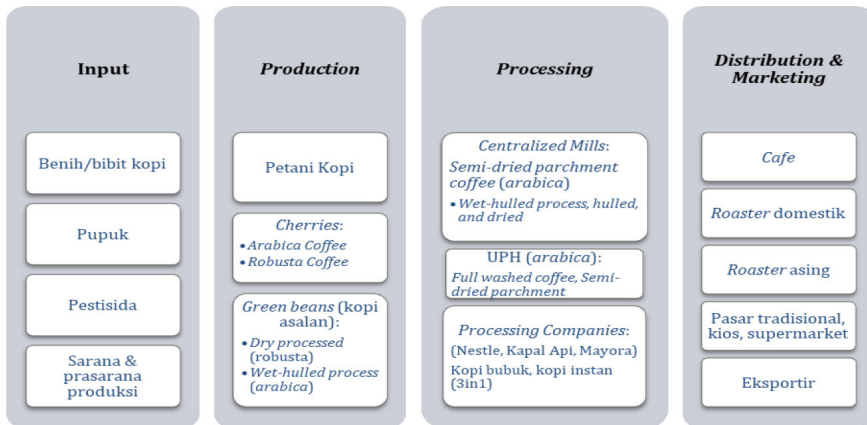 Input
Benih/bibit kopi
Pupuk
Pestisida
Sarana &
prasarana
produksi
Production
Petani Kopi
Cherries:
• Arabica Coffee
• Robusta Coffee
Green beans (kopi
asalan):
• Dry processed
(robusta)
• Wet-hulled process
(arabica)
Processing
Centralized Mills:
Semi-dried parchment
coffee (arabica)
• Wet-hulled process, hulled,
and dried
UPH (arabica):
Full washed coffee, Semi-
dried parchment
Processing Companies:
(Nestle, Kapal Api, Mayora)
Kopi bubuk, kopi instan
(3in1)
Distribution &
Marketing
Cafe
Roaster domestik
Roaster asing
Pasar tradisional,
kios, supermarket
Eksportir